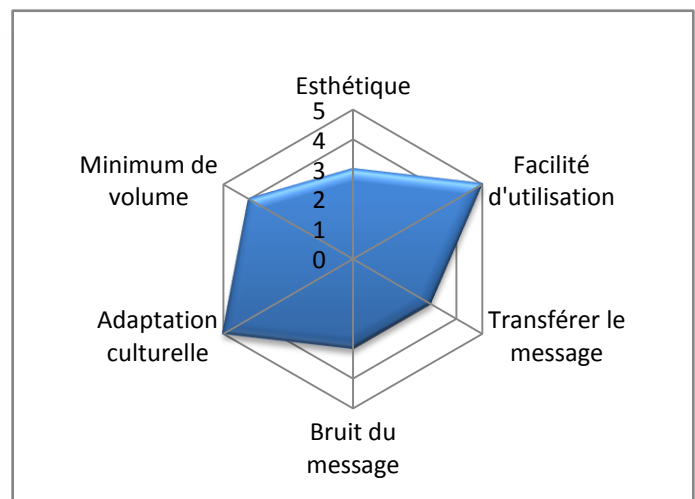 Esthétique
5
4
3
2
1
0
Facilité
d'utilisation
Transférer le
message
Bruit du
message
Adaptation
culturelle
Minimum de
volume